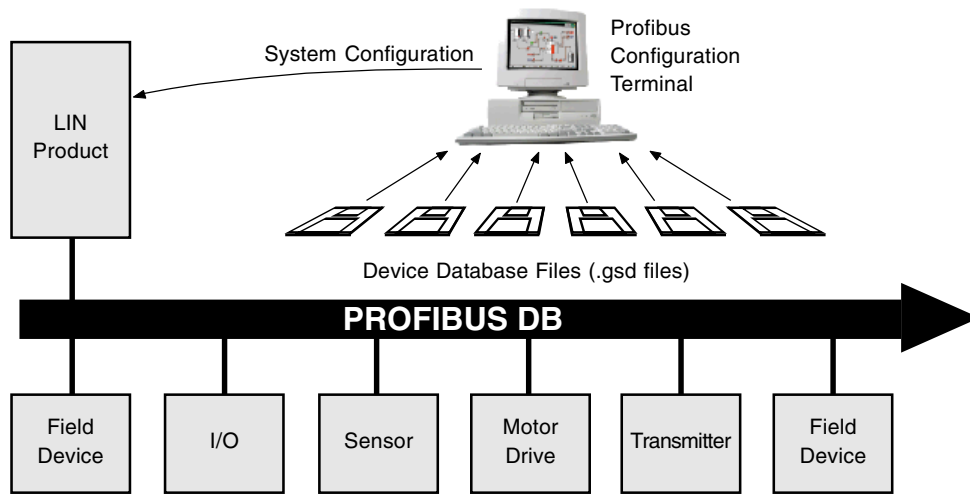 System Configuration
Profibus
Configuration
Terminal
LIN
Product
Device Database Files (.gsd files)
PROFIBUS DB
Field
Device
I/O
Sensor
Motor
Drive
Transmitter
Field
Device